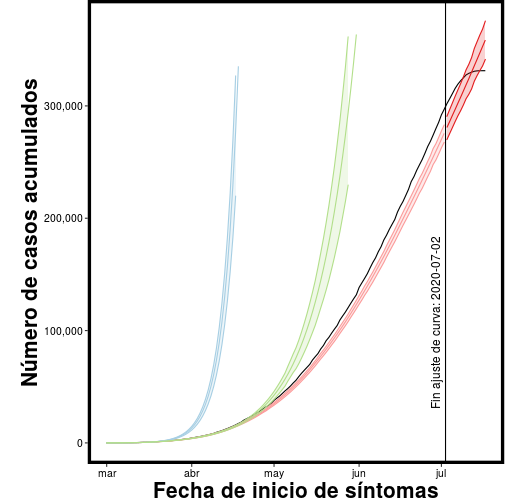 Número de casos acumulados
300,000
200,000
100,000
0
Fin ajuste de curva: 2020-07-02
mar abr may jun jul
Fecha de inicio de síntomas